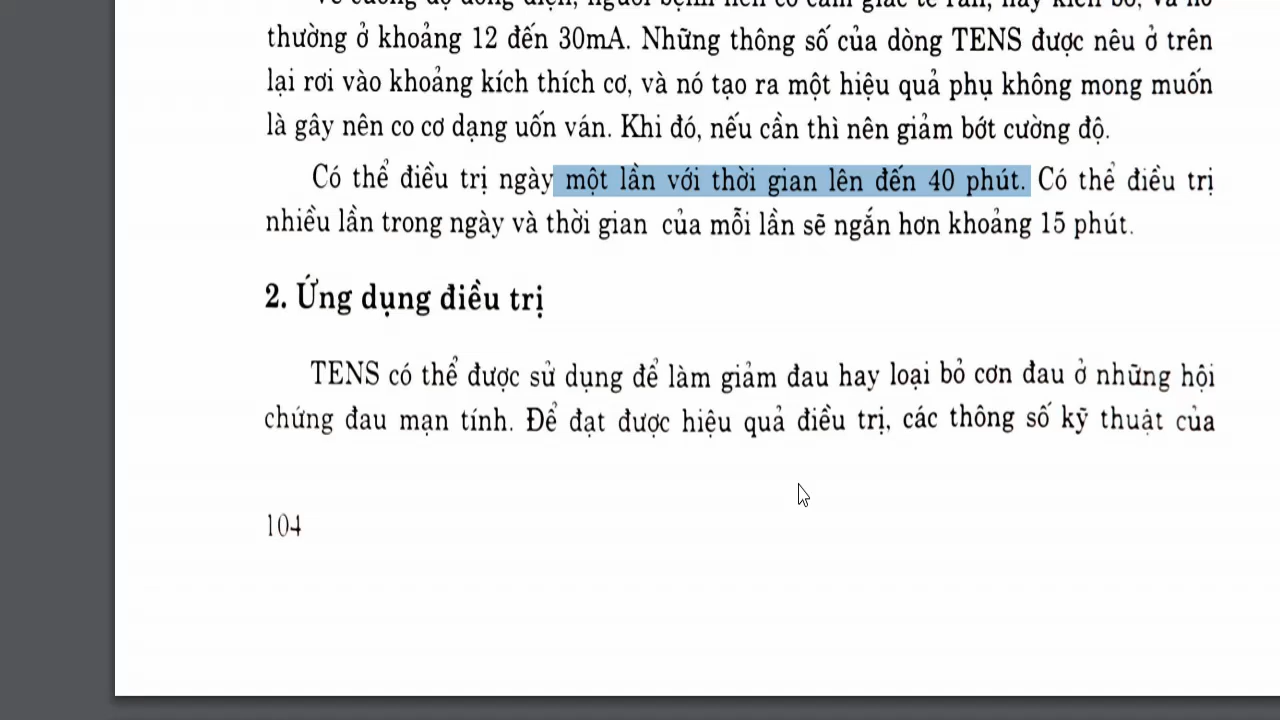 thường ở khoảng 12 đến 30mA. Những thông số của dòng TENS được nêu ở trên
lại rơi vào khoảng kích thích cơ, và nó tạo ra một hiệu quả phụ không mong muốn
là gây nên co cơ dạng uốn ván. Khi đó, nếu cần thì nên giảm bớt cường độ.
Có thể điều trị ngày một lần với thời gian lên đến 40 phút. Có thể điều trị
nhiều lần trong ngày và thời gian của mỗi lần sẽ ngắn hơn khoảng 15 phút.
2. Ứng dụng điều trị
TENS có thể được sử dụng để làm giảm đau hay loại bỏ cơn đau ở những hội
chứng đau mạn tính. Để đạt được hiệu quả điều trị, các thông số kỹ thuật của
104